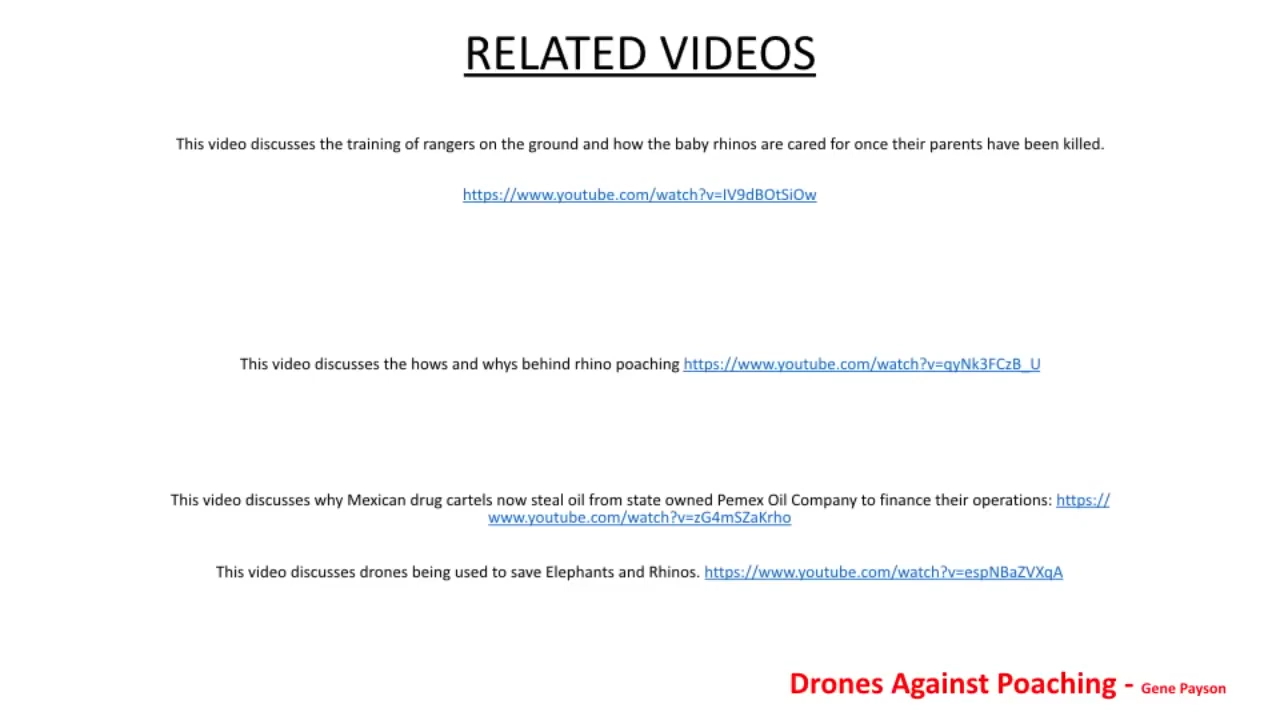 RELATED VIDEOS
This video discusses the training of rangers on the ground and how the baby rhinos are cared for once their parents have been killed.
https://www.youtube.com/watch?v=IV9dBOtSiOw
This video discusses the hows and whys behind rhino poaching https://www.youtube.com/watch?v=qyNk3FCzB_U
This video discusses why Mexican drug cartels now steal oil from state owned Pemex Oil Company to finance their operations: https://
www.youtube.com/watch?v=zG4mSZaKrho
This video discusses drones being used to save Elephants and Rhinos. https://www.youtube.com/watch?v=espNBaZVXqA
Drones Against Poaching - Gene Payson